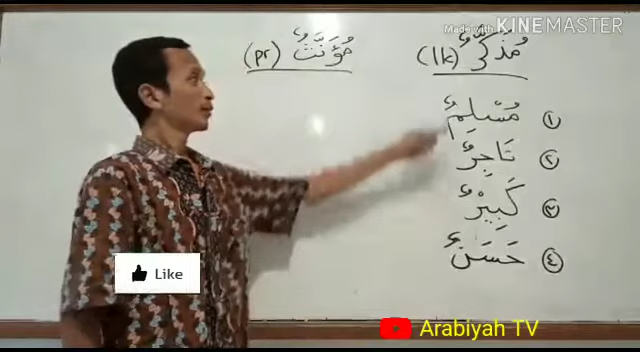 Made with KINEMASTER
مُذَكَّرٌ (lk)
مُؤَنَّثٌ (pr)
١ مُسْلِمٌ
٢ تَاجِرٌ
٣ كَبِيْرٌ
٤ حَسَنٌ
Like
Arabiyah TV